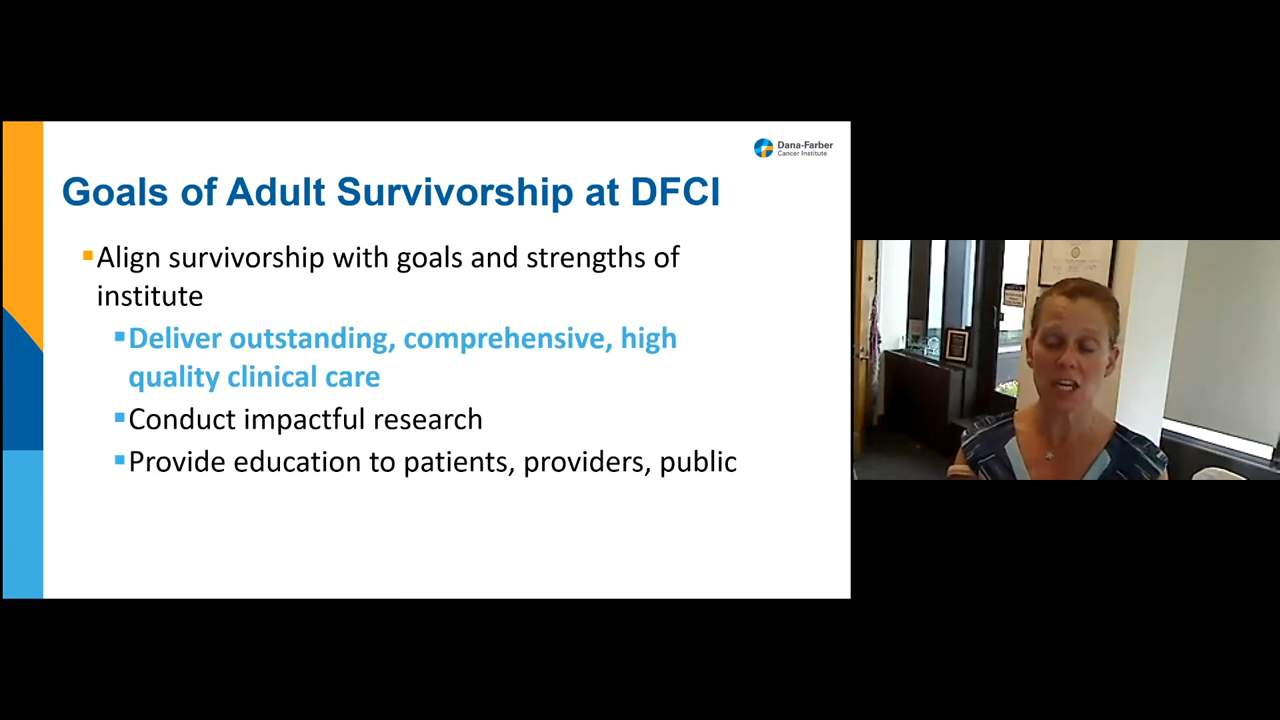 Dana-Farber
Cancer Institute
Goals of Adult Survivorship at DFCI
Align survivorship with goals and strengths of
institute
Deliver outstanding, comprehensive, high
quality clinical care
Conduct impactful research
Provide education to patients, providers, public